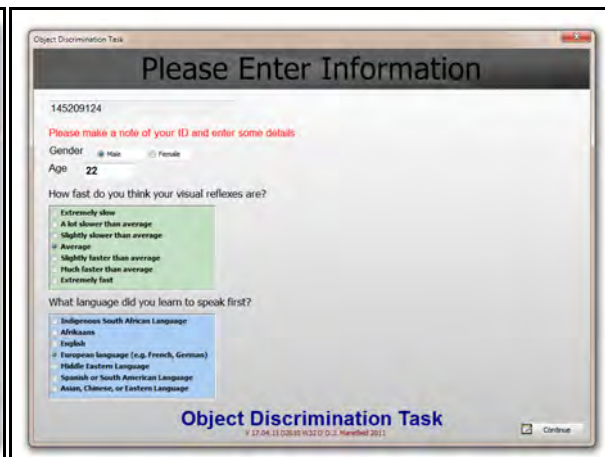 Object Discrimination Task
Please Enter Information
145209124
Please make a note of your ID and enter some details
Gender Male Female
Age 22
How fast do you think your visual reflexes are?
Extremely slow
A lot slower than average
Slightly slower than average
Average
Slightly faster than average
Much faster than average
Extremely fast
What language did you learn to speak first?
Indigenous South African Language
Afrikaans
English
European language (e.g. French, German)
Middle Eastern Language
Spanish or South American Language
Asian, Chinese, or Eastern Language
Object Discrimination Task
2011
Continue